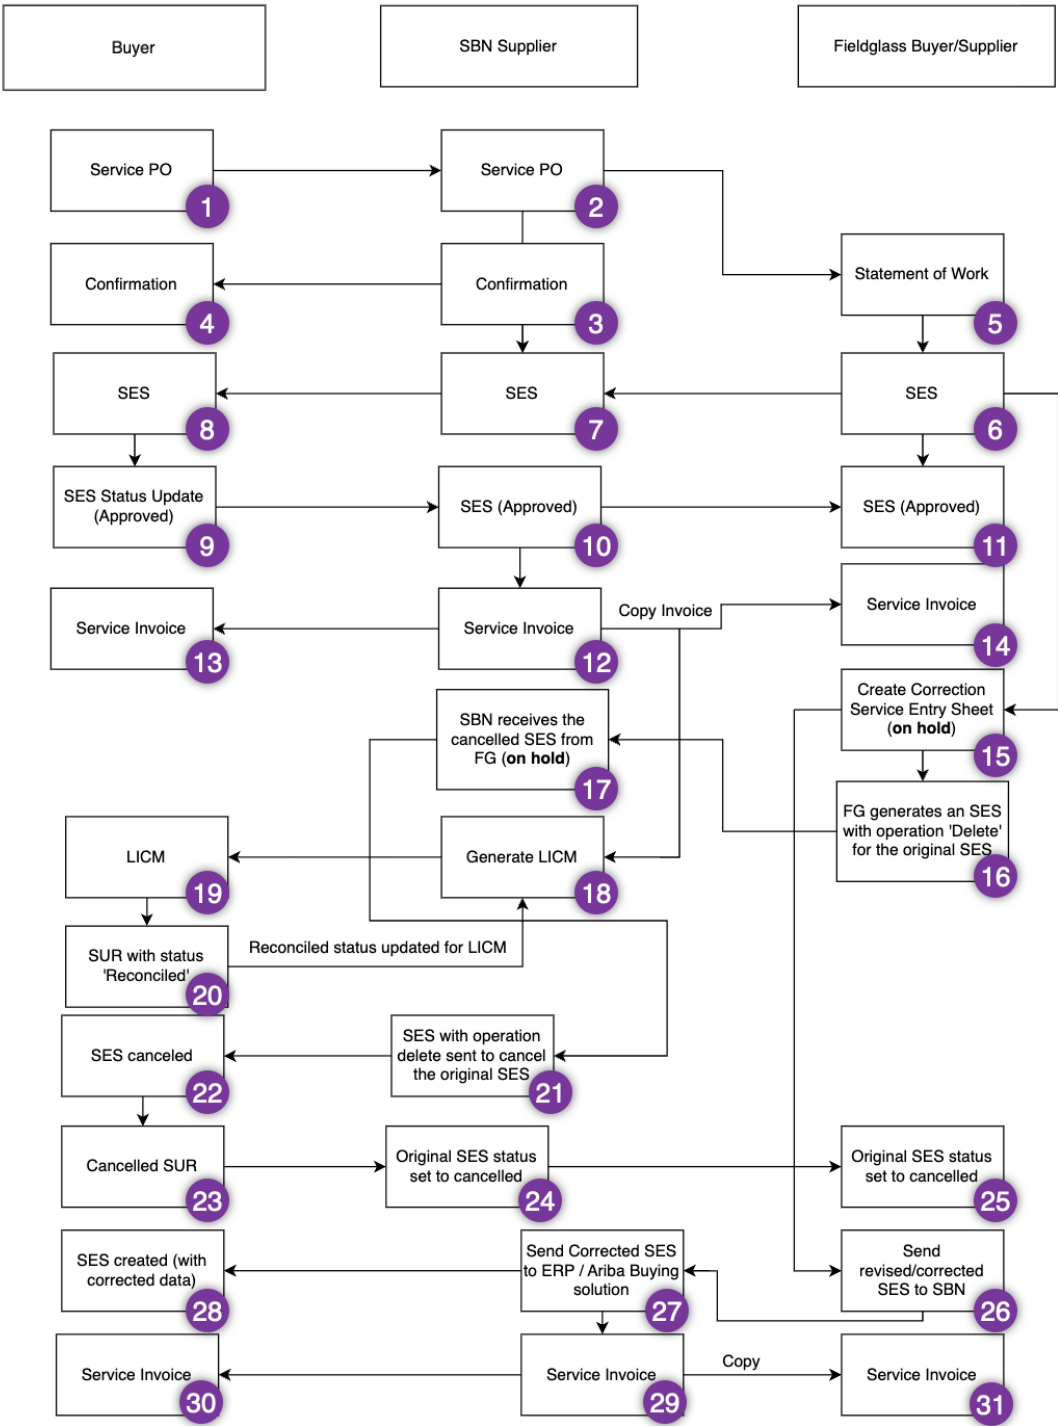 Buyer
SBN Supplier
Fieldglass Buyer/Supplier
Service PO
1
Service PO
2
Confirmation
4
Confirmation
3
Statement of Work
5
SES
8
SES
7
SES
6
SES Status Update
(Approved)
9
SES (Approved)
10
SES (Approved)
11
Service Invoice
13
Service Invoice
12
Copy Invoice
Service Invoice
14
SBN receives the
cancelled SES from
FG (on hold)
17
Create Correction
Service Entry Sheet
(on hold)
15
FG generates an SES
with operation 'Delete'
for the original SES
16
LICM
19
Generate LICM
18
SUR with status
'Reconciled'
20
Reconciled status updated for LICM
SES canceled
22
SES with operation
delete sent to cancel
the original SES
21
Cancelled SUR
23
Original SES status
set to cancelled
24
Original SES status
set to cancelled
25
SES created (with
corrected data)
28
Send Corrected SES
to ERP / Ariba Buying
solution
27
Send
revised/corrected
SES to SBN
26
Service Invoice
30
Service Invoice
29
Copy
Service Invoice
31